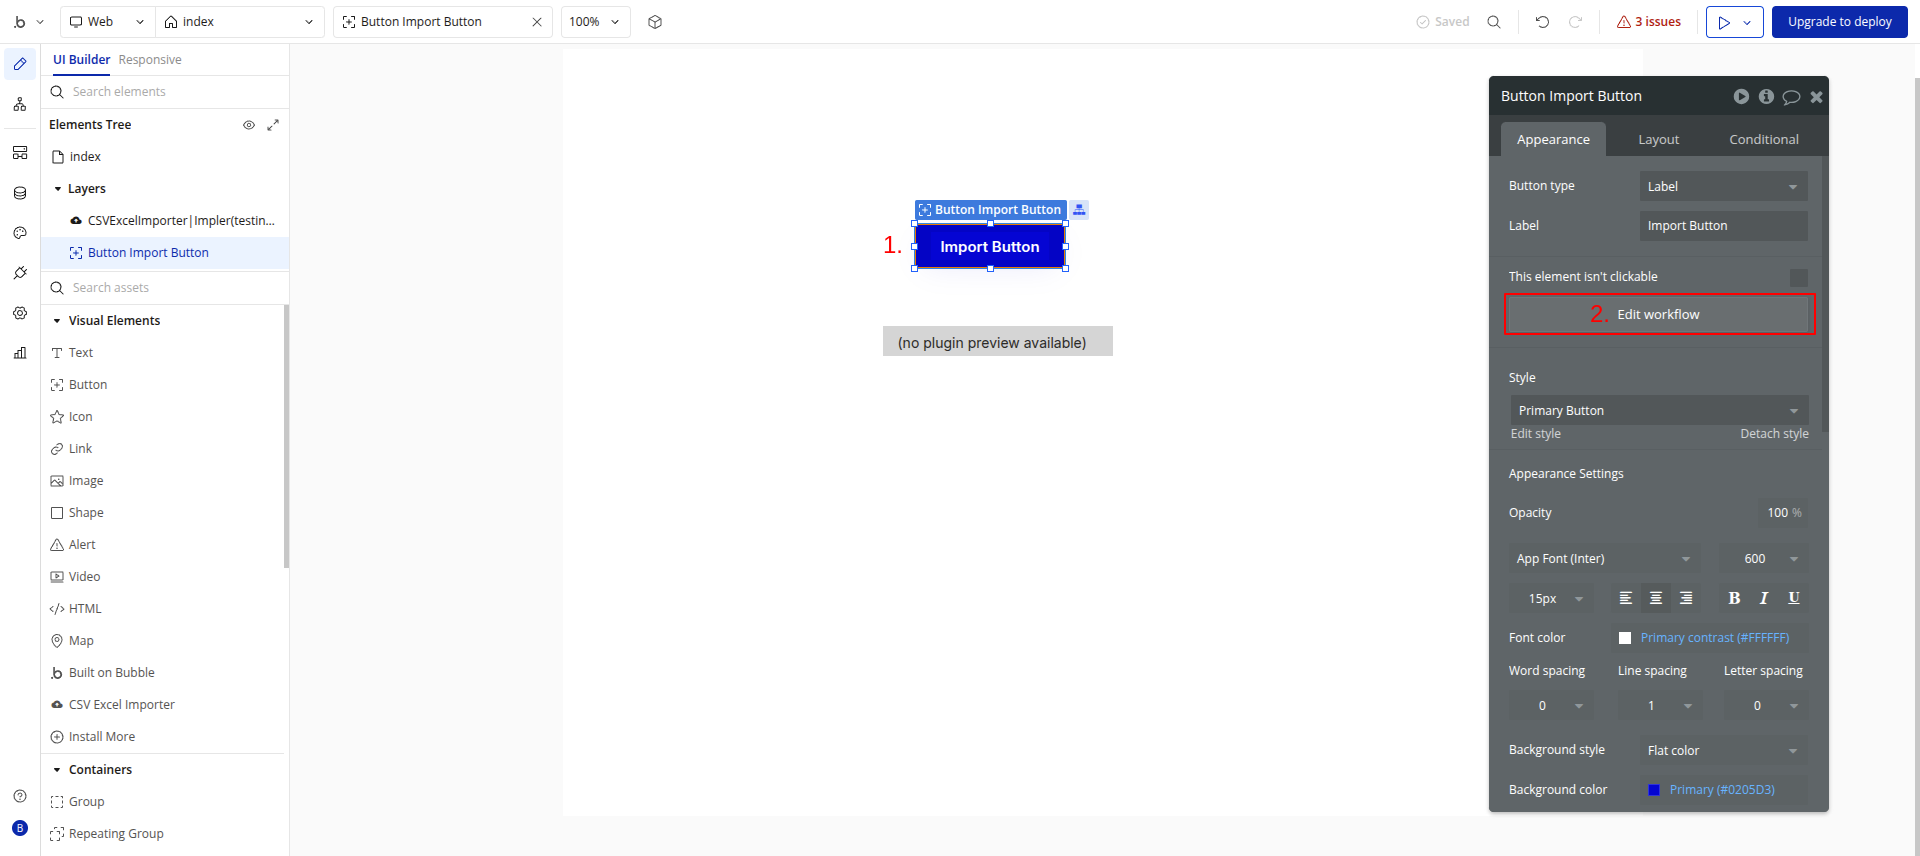 .b
Web
index
Button Import Button
100%
Saved
3 issues
Upgrade to deploy
UI Builder
Responsive
Search elements
Elements Tree
index
Layers
CSVExcelImporter|Impler(testin...
Button Import Button
Search assets
Visual Elements
Text
Button
Icon
Link
Image
Shape
Alert
Video
HTML
Map
Built on Bubble
CSV Excel Importer
Install More
Containers
Group
Repeating Group
B
Button Import Button
1.
Import Button
(no plugin preview available)
Button Import Button
Appearance
Layout
Conditional
Button type
Label
Label
Import Button
This element isn't clickable
2.
Edit workflow
Style
Primary Button
Edit style
Detach style
Appearance Settings
Opacity
100 %
App Font (Inter)
600
15px
B I U
Font color
Primary contrast (#FFFFFF)
Word spacing
Line spacing
Letter spacing
0
1
0
Background style
Flat color
Background color
Primary (#0205D3)